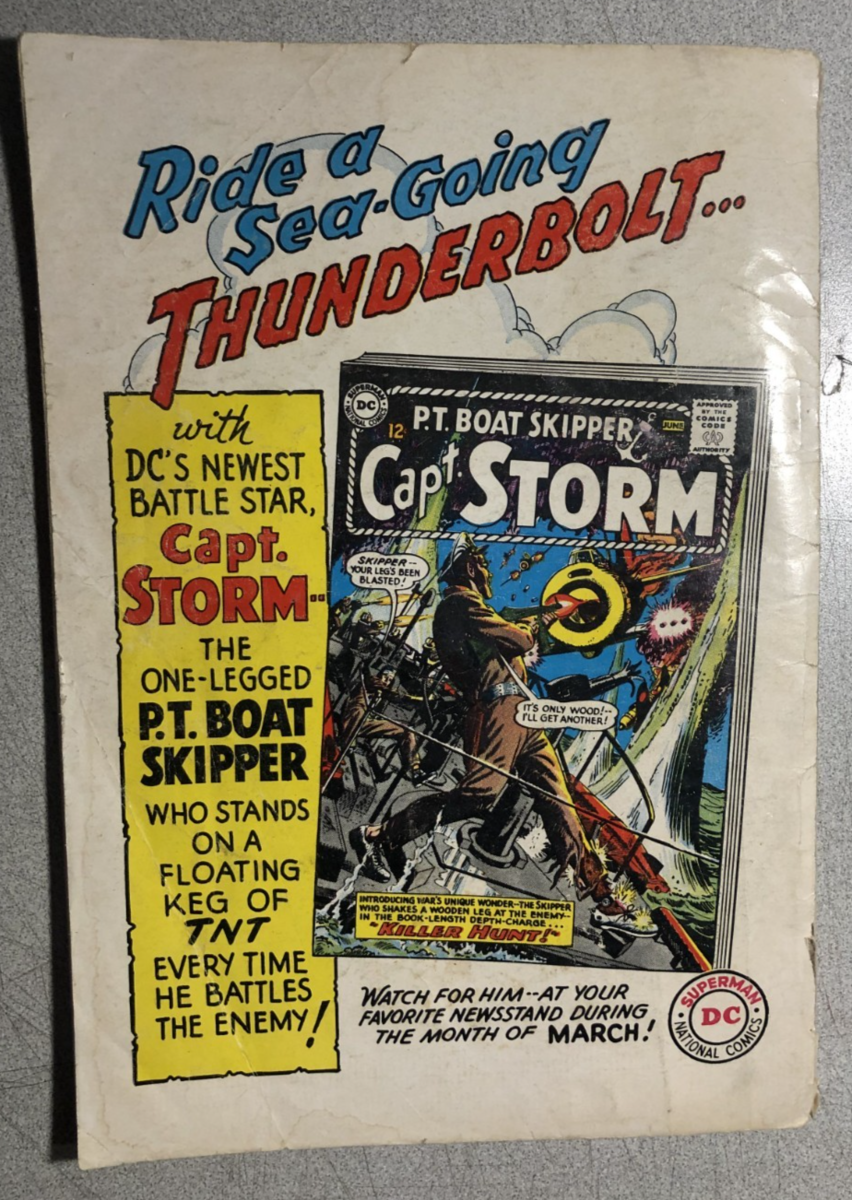 Ride a
Sea-Going
THUNDERBOLT...
with
DC'S NEWEST
BATTLE STAR,
Capt.
STORM--
THE
ONE-LEGGED
P.T. BOAT
SKIPPER
WHO STANDS
ON A
FLOATING
KEG OF
TNT
EVERY TIME
HE BATTLES
THE ENEMY!
SUPERMAN
DC
NATIONAL COMICS
12¢
P.T. BOAT SKIPPER
JUNE
APPROVED
BY THE
COMICS
CODE
AUTHORITY
Capt. STORM
SKIPPER--
YOUR LEG'S BEEN
BLASTED!
...
IT'S ONLY WOOD!--
I'LL GET ANOTHER!
INTRODUCING WAR'S UNIQUE WONDER--THE SKIPPER
WHO SHAKES A WOODEN LEG AT THE ENEMY--
IN THE BOOK-LENGTH DEPTH-CHARGE...
~KILLER HUNT!~
WATCH FOR HIM--AT YOUR
FAVORITE NEWSSTAND DURING
THE MONTH OF MARCH!
SUPERMAN
DC
NATIONAL COMICS